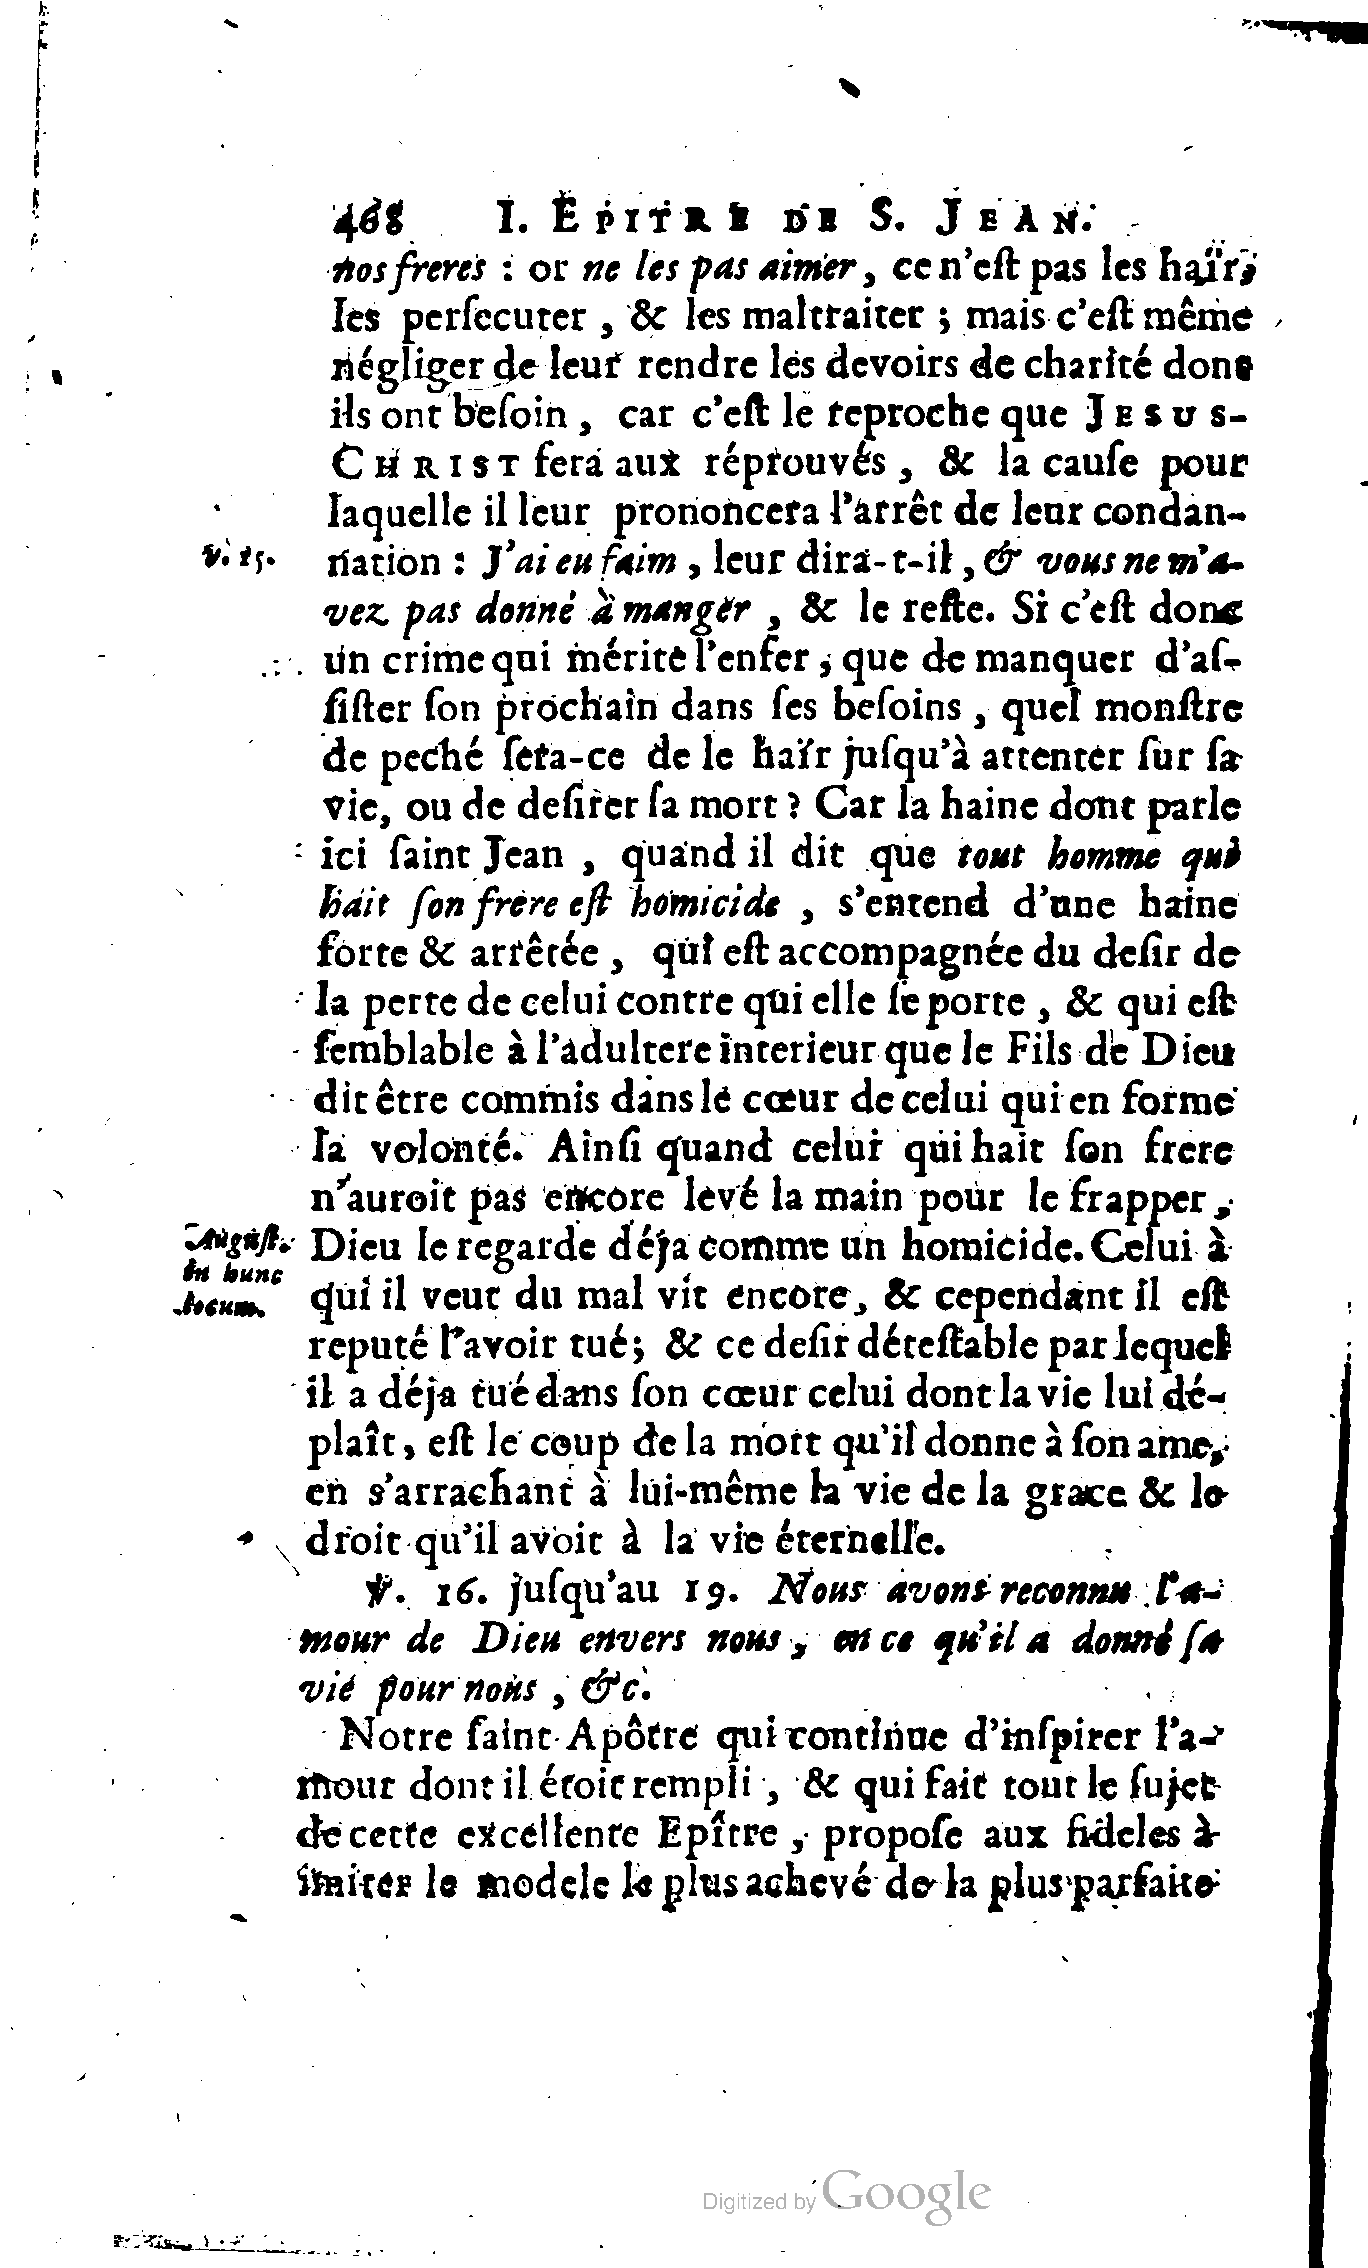 468 I. EPITRE DE S. JEAN.
nos freres : or ne les pas aimer, ce n'eſt pas les haïr,
les perſecuter, & les maltraiter ; mais c'eſt même
négliger de leur rendre les devoirs de charité dont
ils ont beſoin, car c'eſt le reproche que JESUS-
CHRIST fera aux réprouvés, & la cauſe pour
laquelle il leur prononcera l'arrêt de leur condan-
V. 15.
nation : J'ai eu faim, leur dira-t-il, & vous ne m'a-
vez pas donné à manger, & le reſte. Si c'eſt donc
un crime qui mérite l'enfer, que de manquer d'aſ-
ſiſter ſon prochain dans ſes beſoins, quel monſtre
de peché ſera-ce de le haïr juſqu'à attenter ſur ſa
vie, ou de deſirer ſa mort ? Car la haine dont parle
ici ſaint Jean, quand il dit que tout homme qui
hait ſon frere eſt homicide, s'entend d'une haine
forte & arrêtée, qui eſt accompagnée du deſir de
la perte de celui contre qui elle ſe porte, & qui eſt
ſemblable à l'adultere interieur que le Fils de Dieu
dit être commis dans le cœur de celui qui en forme
la volonté. Ainſi quand celui qui hait ſon frere
n'auroit pas encore levé la main pour le frapper,
Auguſt.
in hunc
locum.
Dieu le regarde déja comme un homicide. Celui à
qui il veut du mal vit encore, & cependant il eſt
reputé l'avoir tué ; & ce deſir déteſtable par lequel
il a déja tué dans ſon cœur celui dont la vie lui dé-
plaît, eſt le coup de la mort qu'il donne à ſon ame,
en s'arrachant à lui-même la vie de la grace & le
droit qu'il avoit à la vie éternelle.
℣. 16. juſqu'au 19. Nous avons reconnu l'a-
mour de Dieu envers nous, en ce qu'il a donné ſa
vie pour nous, &c.
Notre ſaint Apôtre qui continue d'inſpirer l'a-
mour dont il étoit rempli, & qui fait tout le ſujet
de cette excellente Epître, propoſe aux fideles à
imiter le modele le plus achevé de la plus parfaite
Digitized by Google